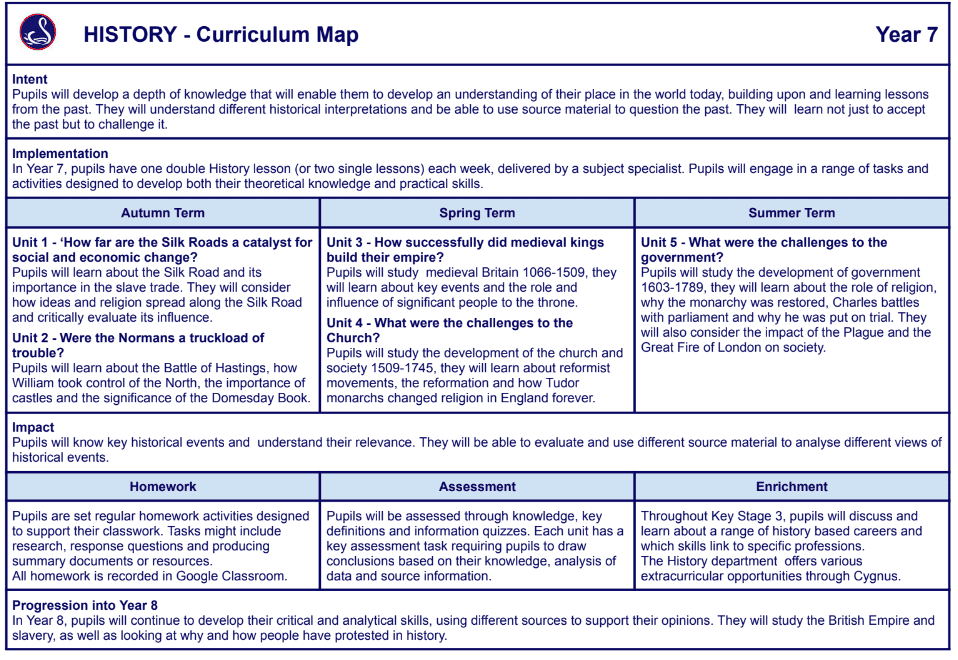 HISTORY - Curriculum Map
Year 7
Intent
Pupils will develop a depth of knowledge that will enable them to develop an understanding of their place in the world today, building upon and learning lessons
from the past. They will understand different historical interpretations and be able to use source material to question the past. They will  learn not just to accept
the past but to challenge it.
Implementation
In Year 7, pupils have one double History lesson (or two single lessons) each week, delivered by a subject specialist. Pupils will engage in a range of tasks and
activities designed to develop both their theoretical knowledge and practical skills.
Autumn Term
Unit 1 - ‘How far are the Silk Roads a catalyst for
social and economic change?
Pupils will learn about the Silk Road and its
importance in the slave trade. They will consider
how ideas and religion spread along the Silk Road
and critically evaluate its influence.
Unit 2 - Were the Normans a truckload of
trouble?
Pupils will learn about the Battle of Hastings, how
William took control of the North, the importance of
castles and the significance of the Domesday Book.
Spring Term
Unit 3 - How successfully did medieval kings
build their empire?
Pupils will study  medieval Britain 1066-1509, they
will learn about key events and the role and
influence of significant people to the throne.
Unit 4 - What were the challenges to the
Church?
Pupils will study the development of the church and
society 1509-1745, they will learn about reformist
movements, the reformation and how Tudor
monarchs changed religion in England forever.
Summer Term
Unit 5 - What were the challenges to the
government?
Pupils will study the development of government
1603-1789, they will learn about the role of religion,
why the monarchy was restored, Charles battles
with parliament and why he was put on trial. They
will also consider the impact of the Plague and the
Great Fire of London on society.
Impact
Pupils will know key historical events and  understand their relevance. They will be able to evaluate and use different source material to analyse different views of
historical events.
Homework
Pupils are set regular homework activities designed
to support their classwork. Tasks might include
research, response questions and producing
summary documents or resources.
All homework is recorded in Google Classroom.
Assessment
Pupils will be assessed through knowledge, key
definitions and information quizzes. Each unit has a
key assessment task requiring pupils to draw
conclusions based on their knowledge, analysis of
data and source information.
Enrichment
Throughout Key Stage 3, pupils will discuss and
learn about a range of history based careers and
which skills link to specific professions.
The History department  offers various
extracurricular opportunities through Cygnus.
Progression into Year 8
In Year 8, pupils will continue to develop their critical and analytical skills, using different sources to support their opinions. They will study the British Empire and
slavery, as well as looking at why and how people have protested in history.